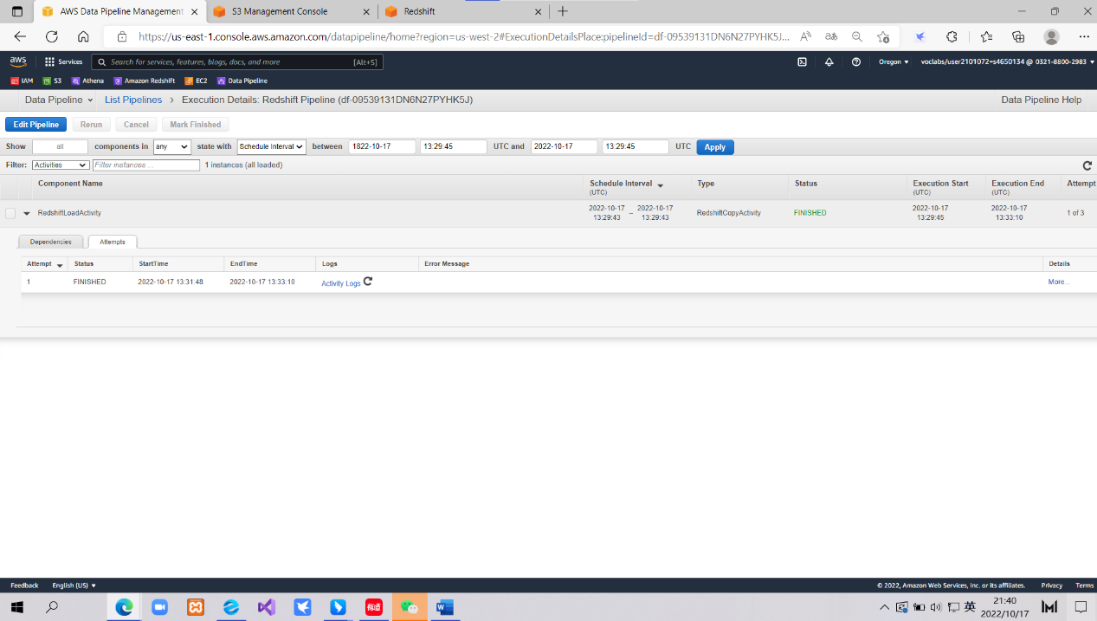 AWS Data Pipeline Management
S3 Management Console
Redshift
https://us-east-1.console.aws.amazon.com/datapipeline/home?region=us-west-2#ExecutionDetailsPlace:pipelineId=df-09539131DN6N27PYHK5J...
aws
Services
Search for services, features, blogs, docs, and more
[Alt+S]
Oregon
voclabs/user2101072=s4650134 @ 0321-8800-2983
IAM
S3
Athena
Amazon Redshift
EC2
Data Pipeline
Data Pipeline
List Pipelines
Execution Details: Redshift Pipeline (df-09539131DN6N27PYHK5J)
Data Pipeline Help
Edit Pipeline
Rerun
Cancel
Mark Finished
Show all components in any state with Schedule Interval between 1822-10-17 13:29:45 UTC and 2022-10-17 13:29:45 UTC Apply
Filter: Activities Filter instances ... 1 instances (all loaded)
Component Name
Schedule Interval
(UTC)
Type
Status
Execution Start
(UTC)
Execution End
(UTC)
Attempt
RedshiftLoadActivity
2022-10-17 – 2022-10-17
13:29:43 13:29:43
RedshiftCopyActivity
FINISHED
2022-10-17
13:29:45
2022-10-17
13:33:10
1 of 3
Dependencies
Attempts
Attempt Status StartTime EndTime Logs Error Message Details
1 FINISHED 2022-10-17 13:31:48 2022-10-17 13:33:10 Activity Logs More...
Feedback
English (US)
© 2022, Amazon Web Services, Inc. or its affiliates.
Privacy
Terms
英
21:40
2022/10/17